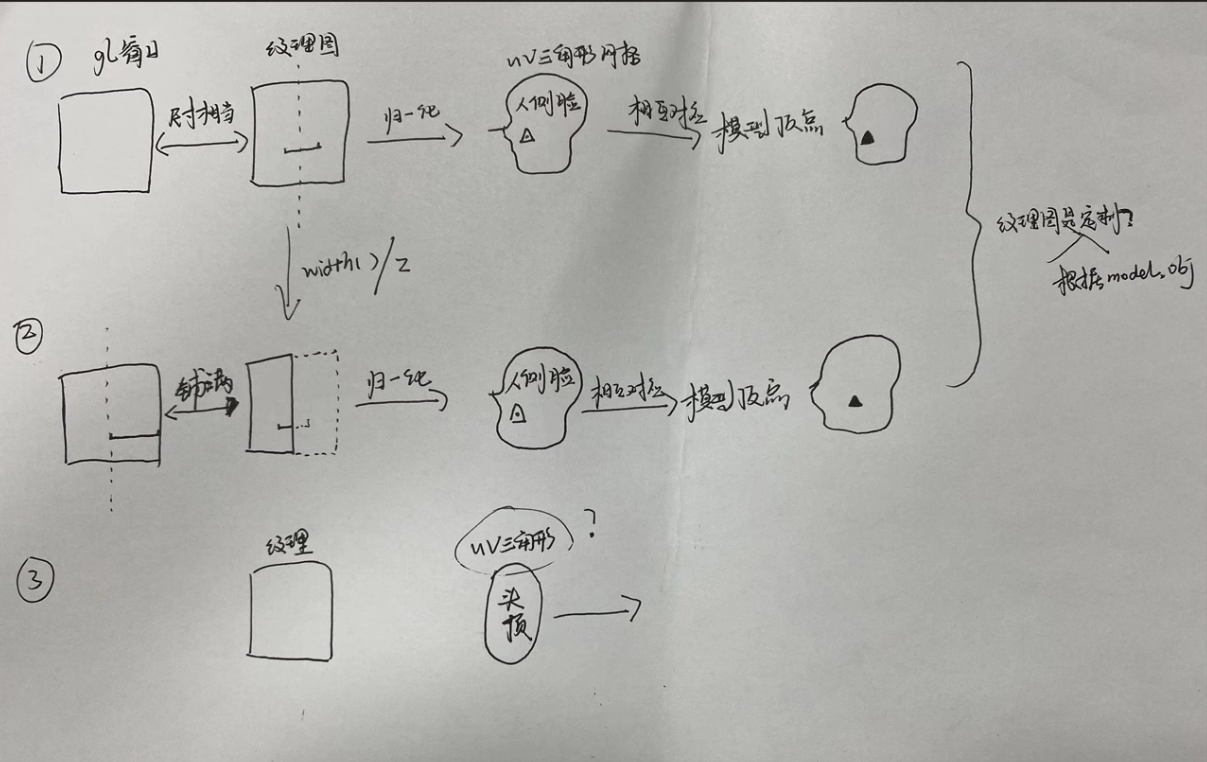 ① gL窗口
纹理图
尺寸相当
归一化
uv三角形网格
人侧脸
相互对应
模型顶点
纹理图是定制?
根据model.obj
width()/2
②
铺满
归一化
人侧脸
相互对应
模型顶点
③
纹理
uv三角形?
头
顶